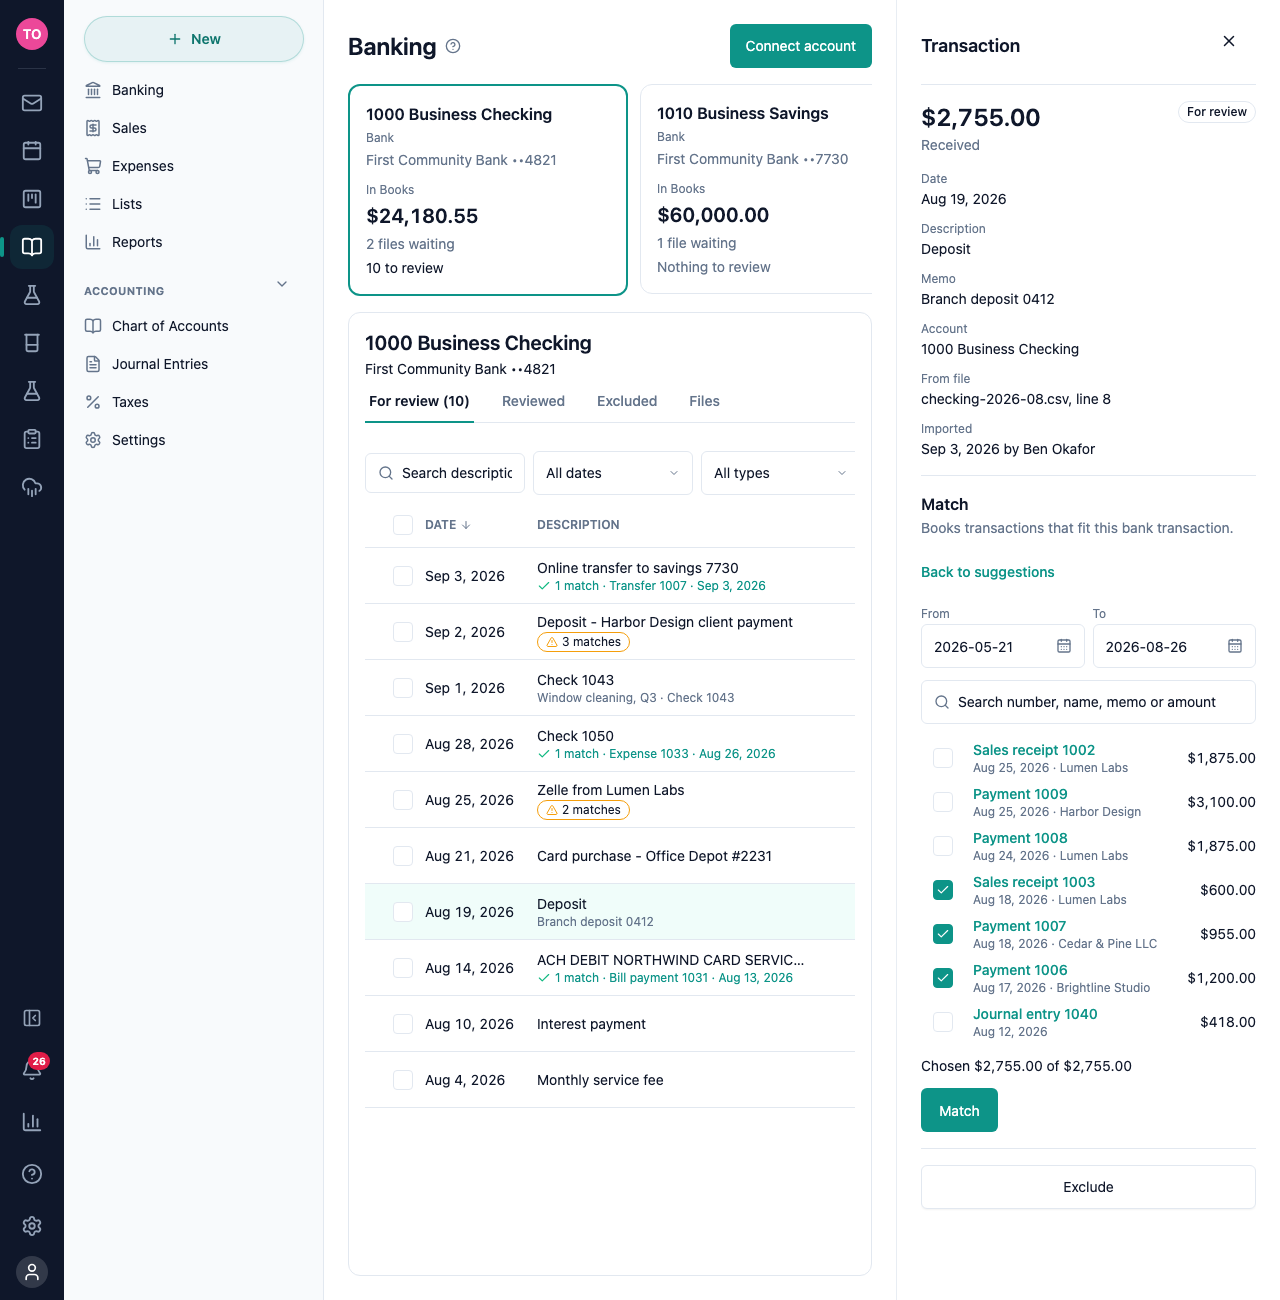 TO
26
New
Banking
Sales
Expenses
Lists
Reports
ACCOUNTING
Chart of Accounts
Journal Entries
Taxes
Settings
Banking
Connect account
1000 Business Checking
Bank
First Community Bank ••4821
In Books
$24,180.55
2 files waiting
10 to review
1010 Business Savings
Bank
First Community Bank ••7730
In Books
$60,000.00
1 file waiting
Nothing to review
1000 Business Checking
First Community Bank ••4821
For review (10) Reviewed Excluded Files
Search descriptic All dates All types
DATE DESCRIPTION
Sep 3, 2026 Online transfer to savings 7730
1 match · Transfer 1007 · Sep 3, 2026
Sep 2, 2026 Deposit - Harbor Design client payment
3 matches
Sep 1, 2026 Check 1043
Window cleaning, Q3 · Check 1043
Aug 28, 2026 Check 1050
1 match · Expense 1033 · Aug 26, 2026
Aug 25, 2026 Zelle from Lumen Labs
2 matches
Aug 21, 2026 Card purchase - Office Depot #2231
Aug 19, 2026 Deposit
Branch deposit 0412
Aug 14, 2026 ACH DEBIT NORTHWIND CARD SERVIC...
1 match · Bill payment 1031 · Aug 13, 2026
Aug 10, 2026 Interest payment
Aug 4, 2026 Monthly service fee
Transaction
$2,755.00 For review
Received
Date
Aug 19, 2026
Description
Deposit
Memo
Branch deposit 0412
Account
1000 Business Checking
From file
checking-2026-08.csv, line 8
Imported
Sep 3, 2026 by Ben Okafor
Match
Books transactions that fit this bank transaction.
Back to suggestions
From To
2026-05-21 2026-08-26
Search number, name, memo or amount
Sales receipt 1002 $1,875.00
Aug 25, 2026 · Lumen Labs
Payment 1009 $3,100.00
Aug 25, 2026 · Harbor Design
Payment 1008 $1,875.00
Aug 24, 2026 · Lumen Labs
Sales receipt 1003 $600.00
Aug 18, 2026 · Lumen Labs
Payment 1007 $955.00
Aug 18, 2026 · Cedar & Pine LLC
Payment 1006 $1,200.00
Aug 17, 2026 · Brightline Studio
Journal entry 1040 $418.00
Aug 12, 2026
Chosen $2,755.00 of $2,755.00
Match
Exclude